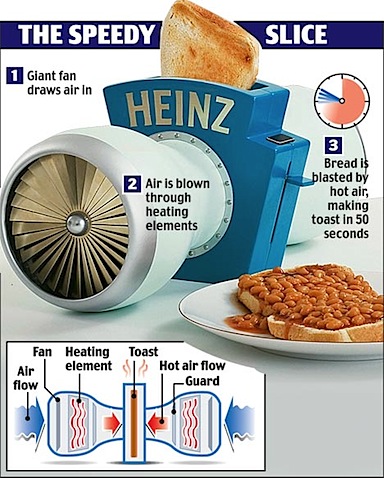 THE SPEEDY SLICE
1 Giant fan
draws air in
HEINZ
2 Air is blown
through
heating
elements
3
Bread is
blasted by
hot air,
making
toast in 50
seconds
Fan Heating element Toast
Air flow
Hot air flow
Guard